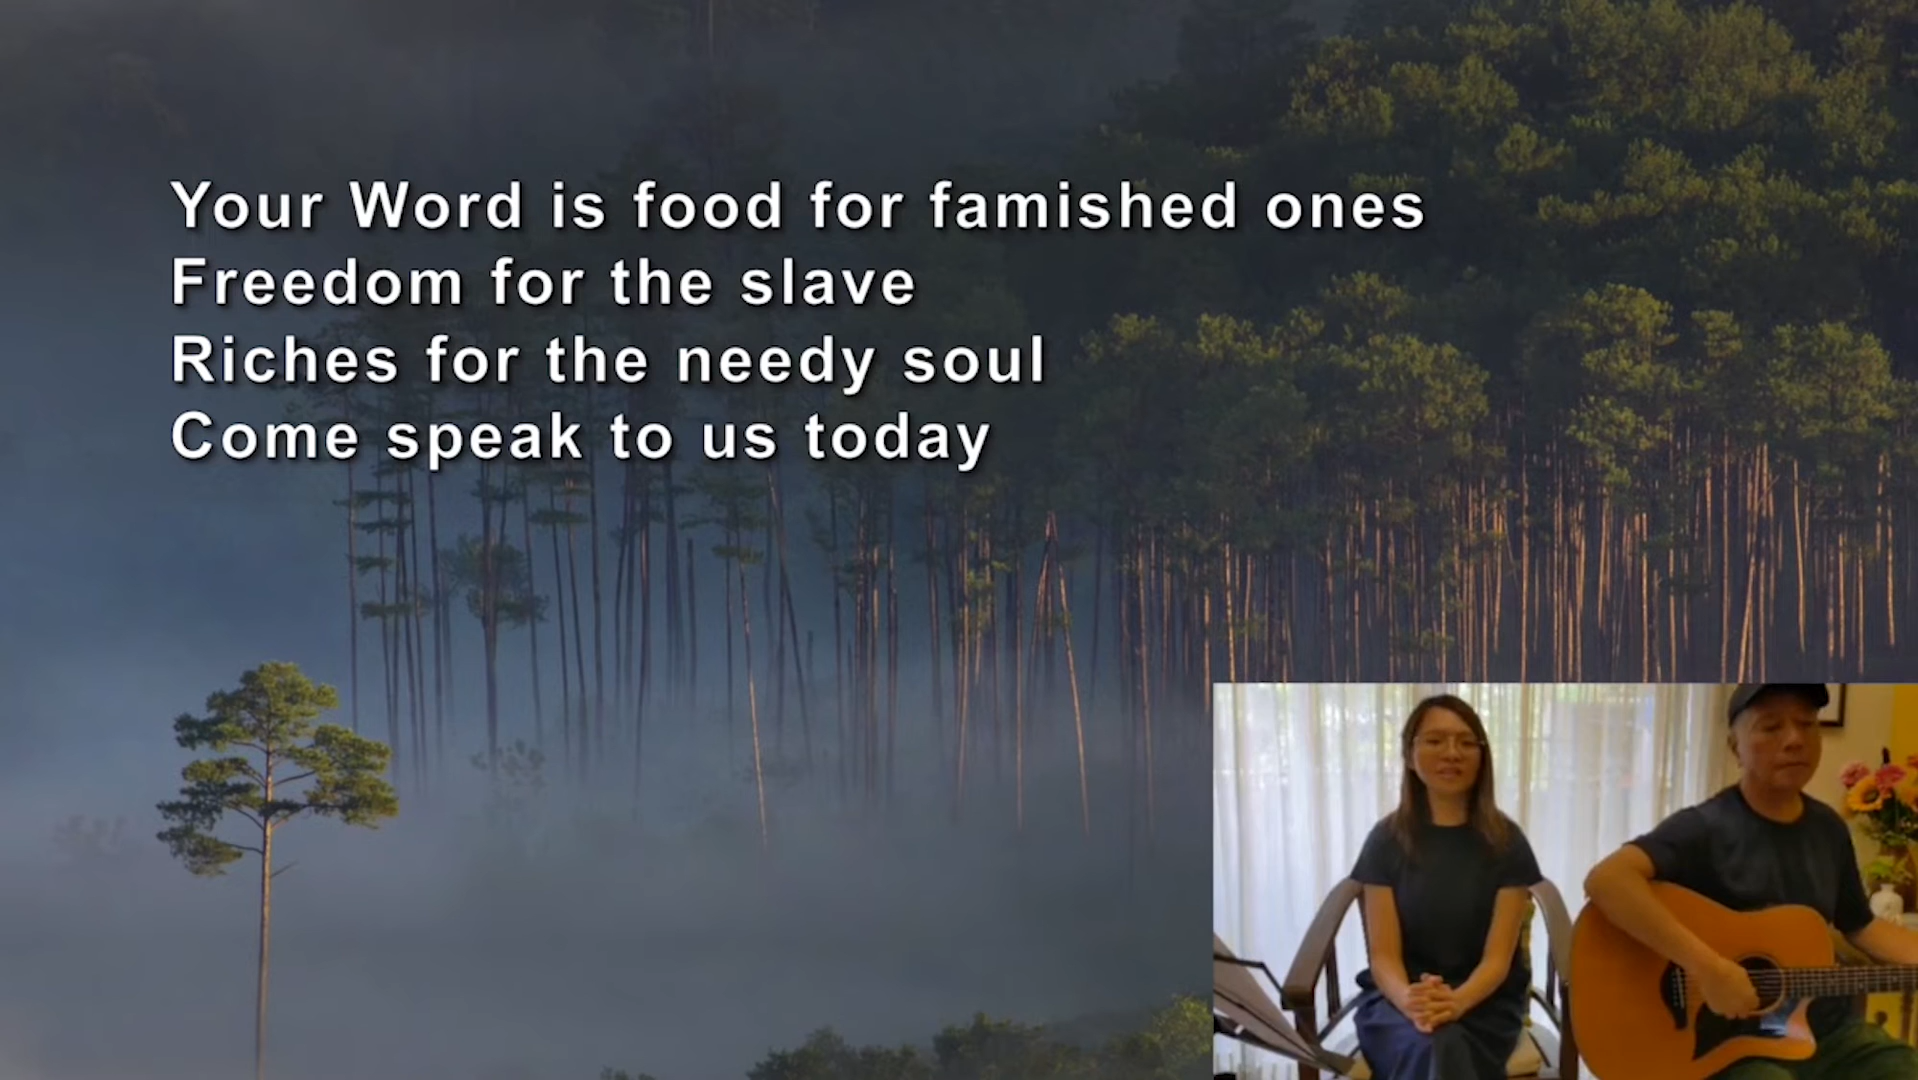 Your Word is food for famished ones
Freedom for the slave
Riches for the needy soul
Come speak to us today